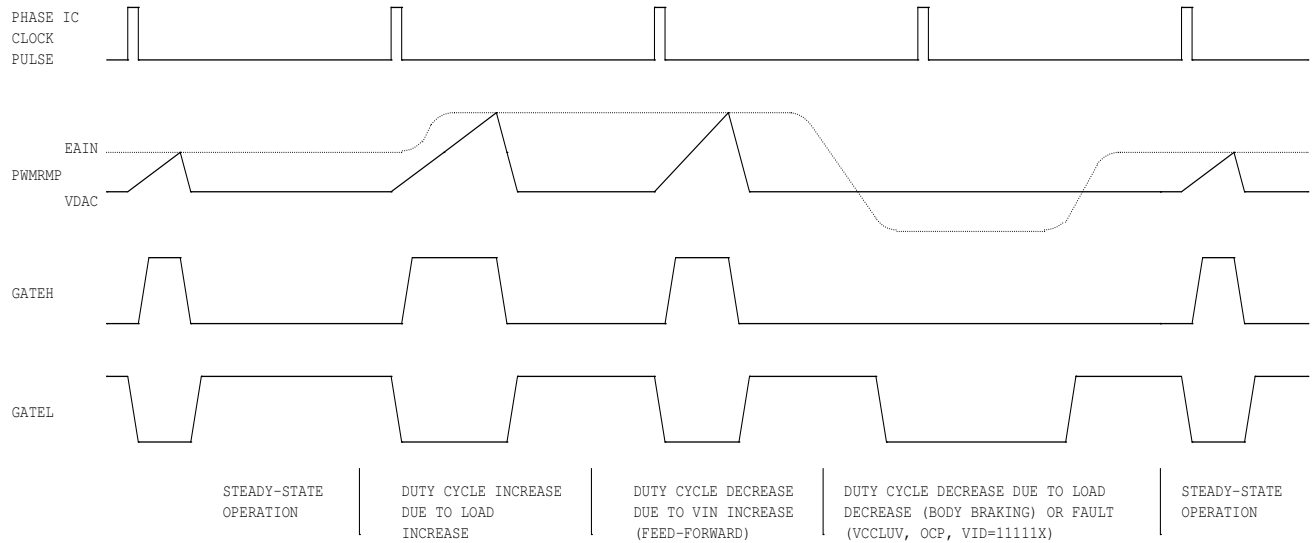 PHASE IC
CLOCK
PULSE
EAIN
PWMRMP
VDAC
GATEH
GATEL
STEADY-STATE
OPERATION
DUTY CYCLE INCREASE
DUE TO LOAD
INCREASE
DUTY CYCLE DECREASE
DUE TO VIN INCREASE
(FEED-FORWARD)
DUTY CYCLE DECREASE DUE TO LOAD
DECREASE (BODY BRAKING) OR FAULT
(VCCLUV, OCP, VID=11111X)
STEADY-STATE
OPERATION